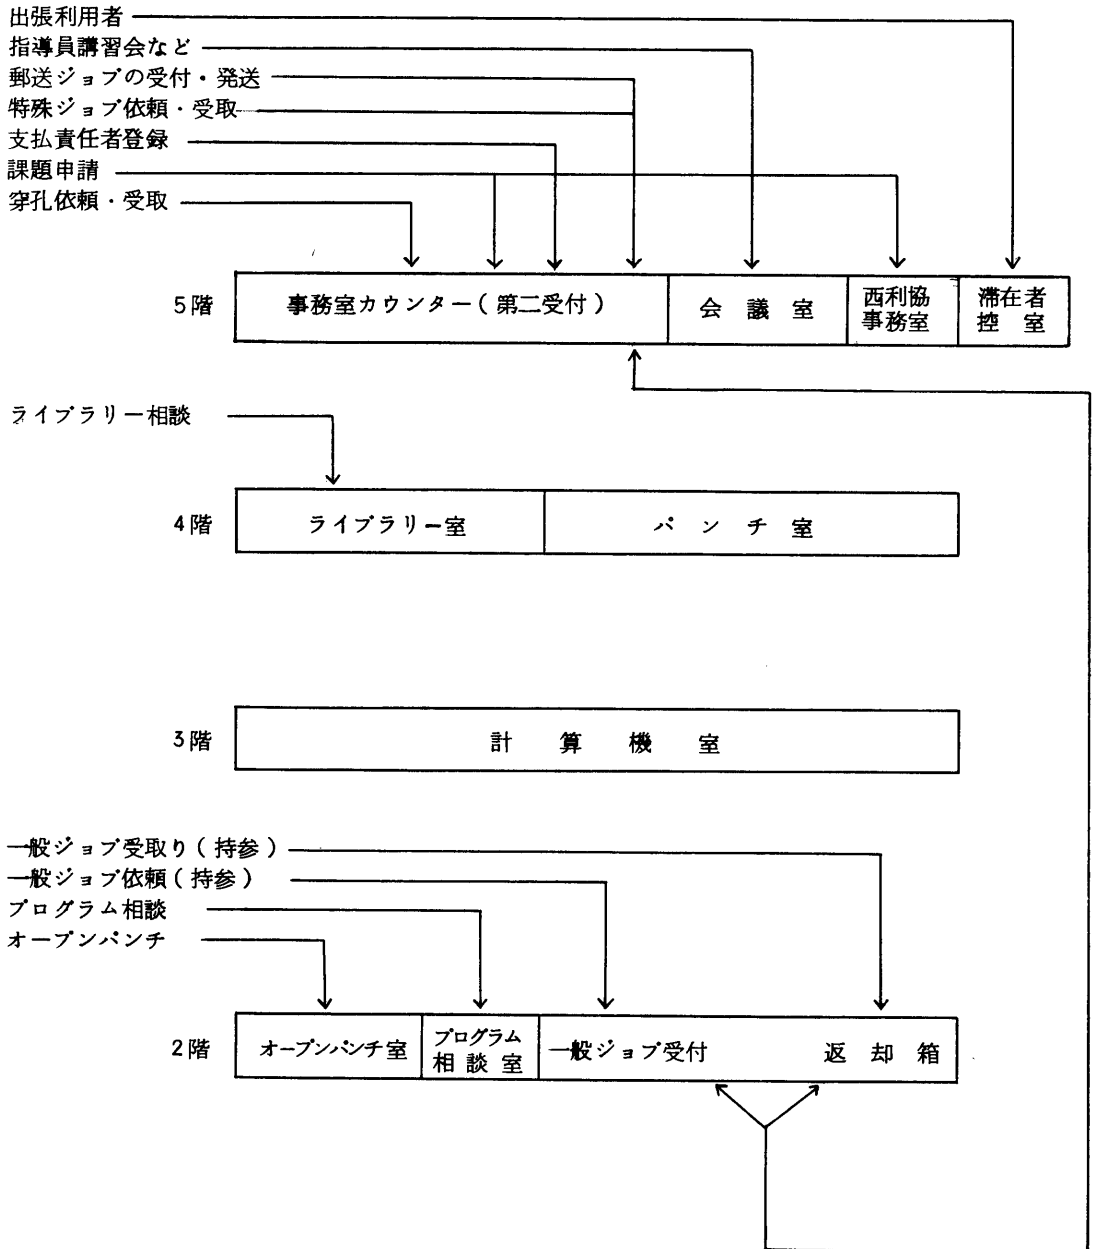 出張利用者
指導員講習会など
郵送ジョブの受付・発送
特殊ジョブ依頼・受取
支払責任者登録
課題申請
穿孔依頼・受取
5階
事務室カウンター(第二受付)
会議室
西利協
事務室
滞在者
控室
ライブラリー相談
4階
ライブラリー室
パンチ室
3階
計算機室
一般ジョブ受取り(持参)
一般ジョブ依頼(持参)
プログラム相談
オープンパンチ
2階
オープンパンチ室
プログラム
相談室
一般ジョブ受付
返却箱